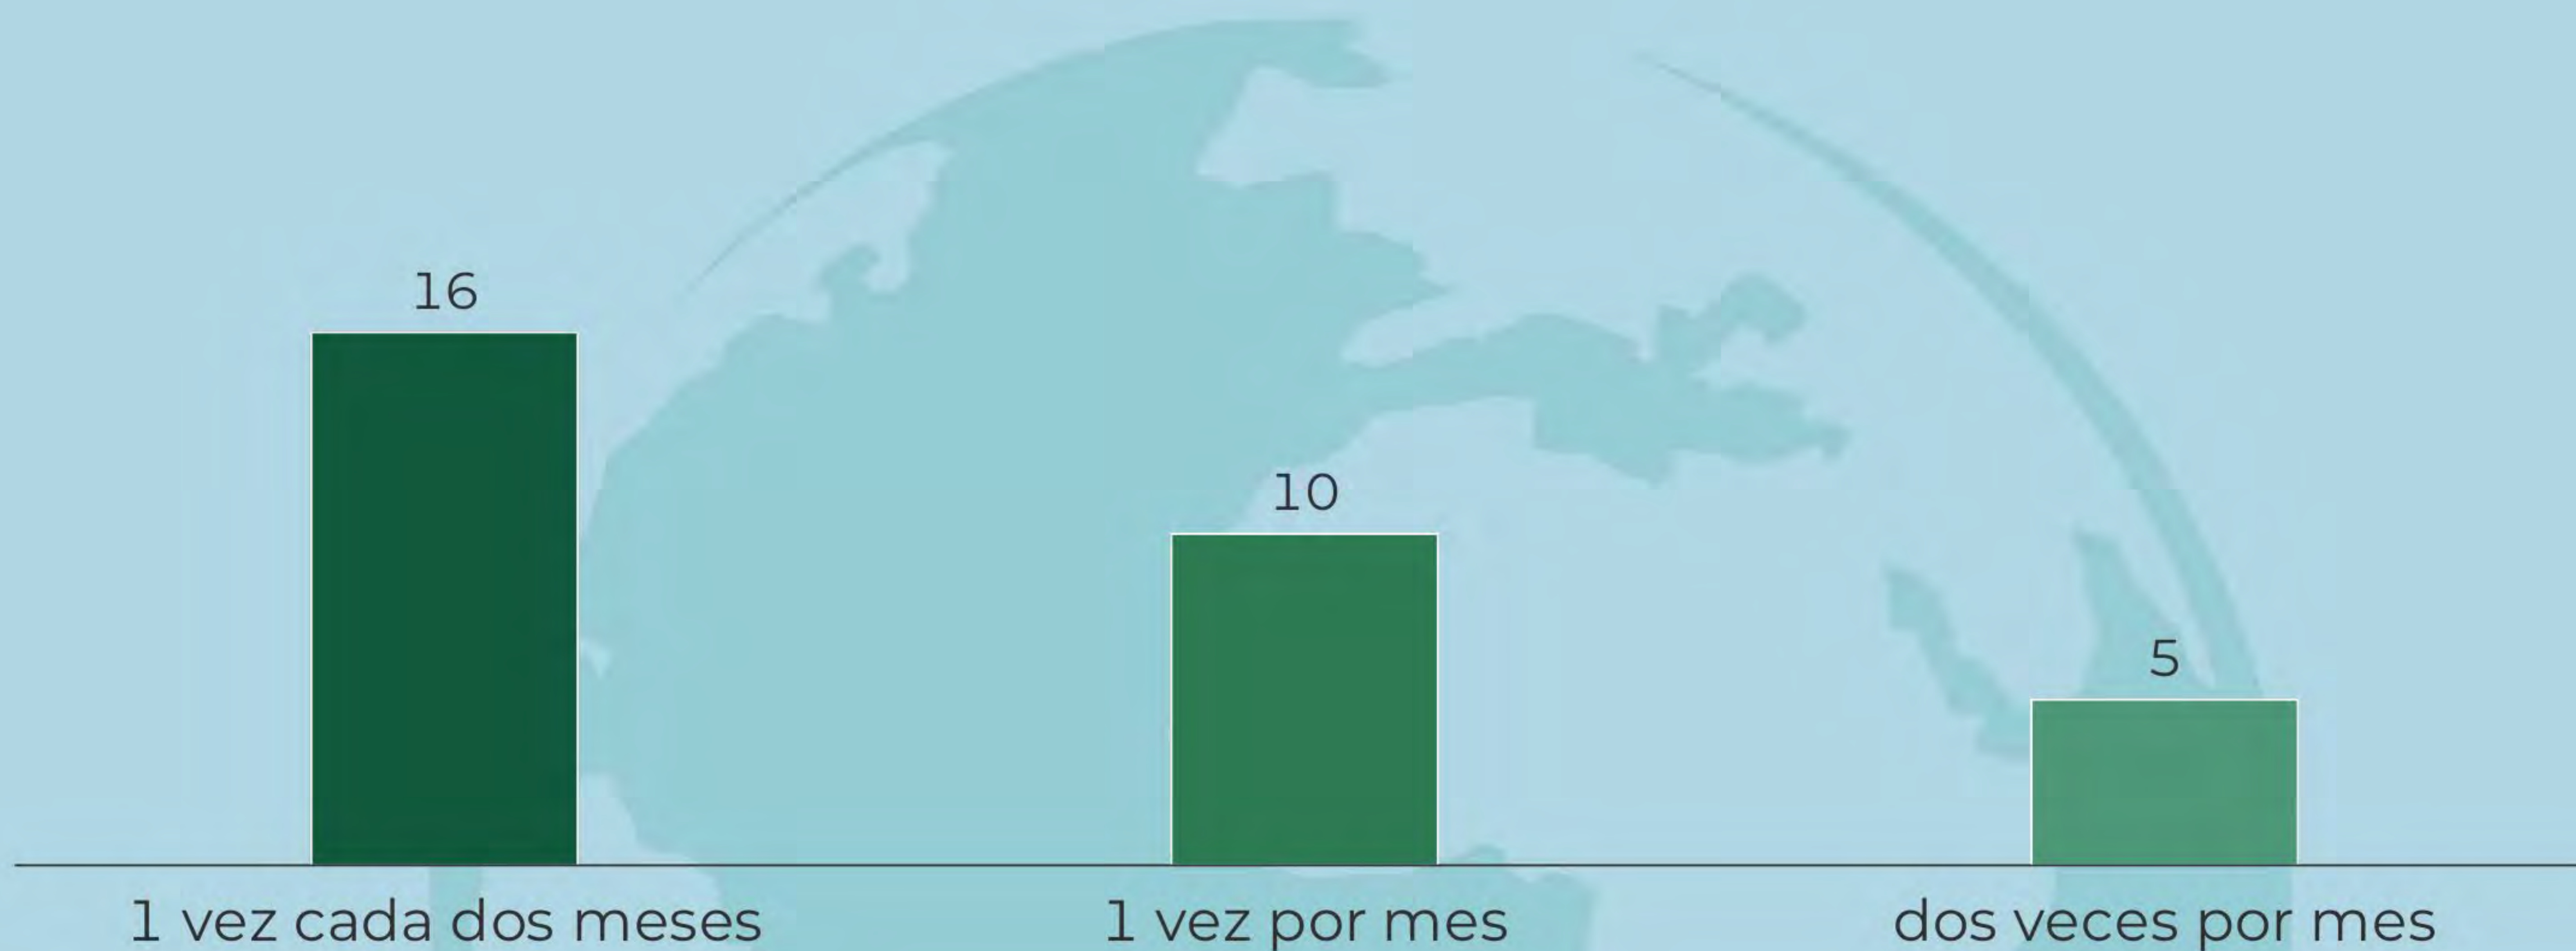 16
10
5
1 vez cada dos meses
1 vez por mes
dos veces por mes